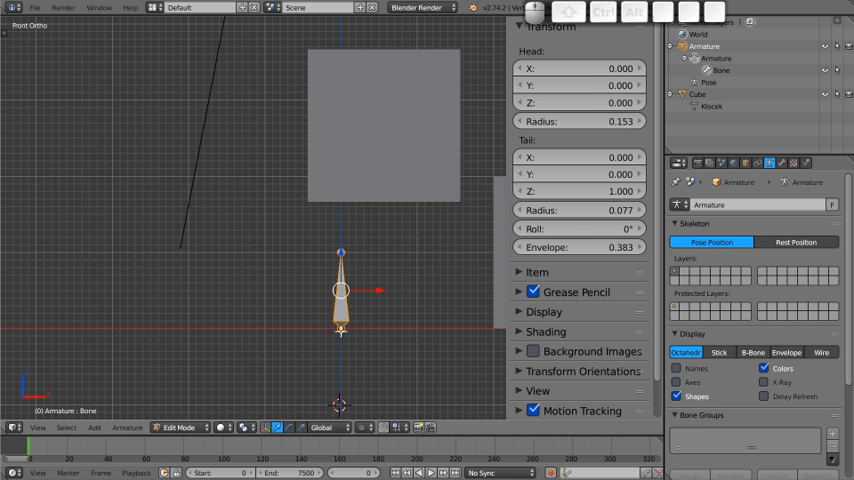 File Render Window Help Default Scene Blender Render v2.74.2
Ctrl Alt
Front Ortho
Transform
Head:
X: 0.000
Y: 0.000
Z: 0.000
Radius: 0.153
Tail:
X: 0.000
Y: 0.000
Z: 1.000
Radius: 0.077
Roll: 0°
Envelope: 0.383
Item
Grease Pencil
Display
Shading
Background Images
Transform Orientations
View
Motion Tracking
World
Armature
Armature
Bone
Pose
Cube
Klocek
Armature Armature
Armature F
Skeleton
Pose Position Rest Position
Layers:
Protected Layers:
Display
Octahedr Stick B-Bone Envelope Wire
Names Colors
Axes X-Ray
Shapes Delay Refresh
Bone Groups
(0) Armature : Bone
View Select Add Armature Edit Mode Global
0 20 40 60 80 100 120 140 160 180 200 220 240 260 280 300 320
View Marker Frame Playback Start: 0 End: 7500 0 No Sync